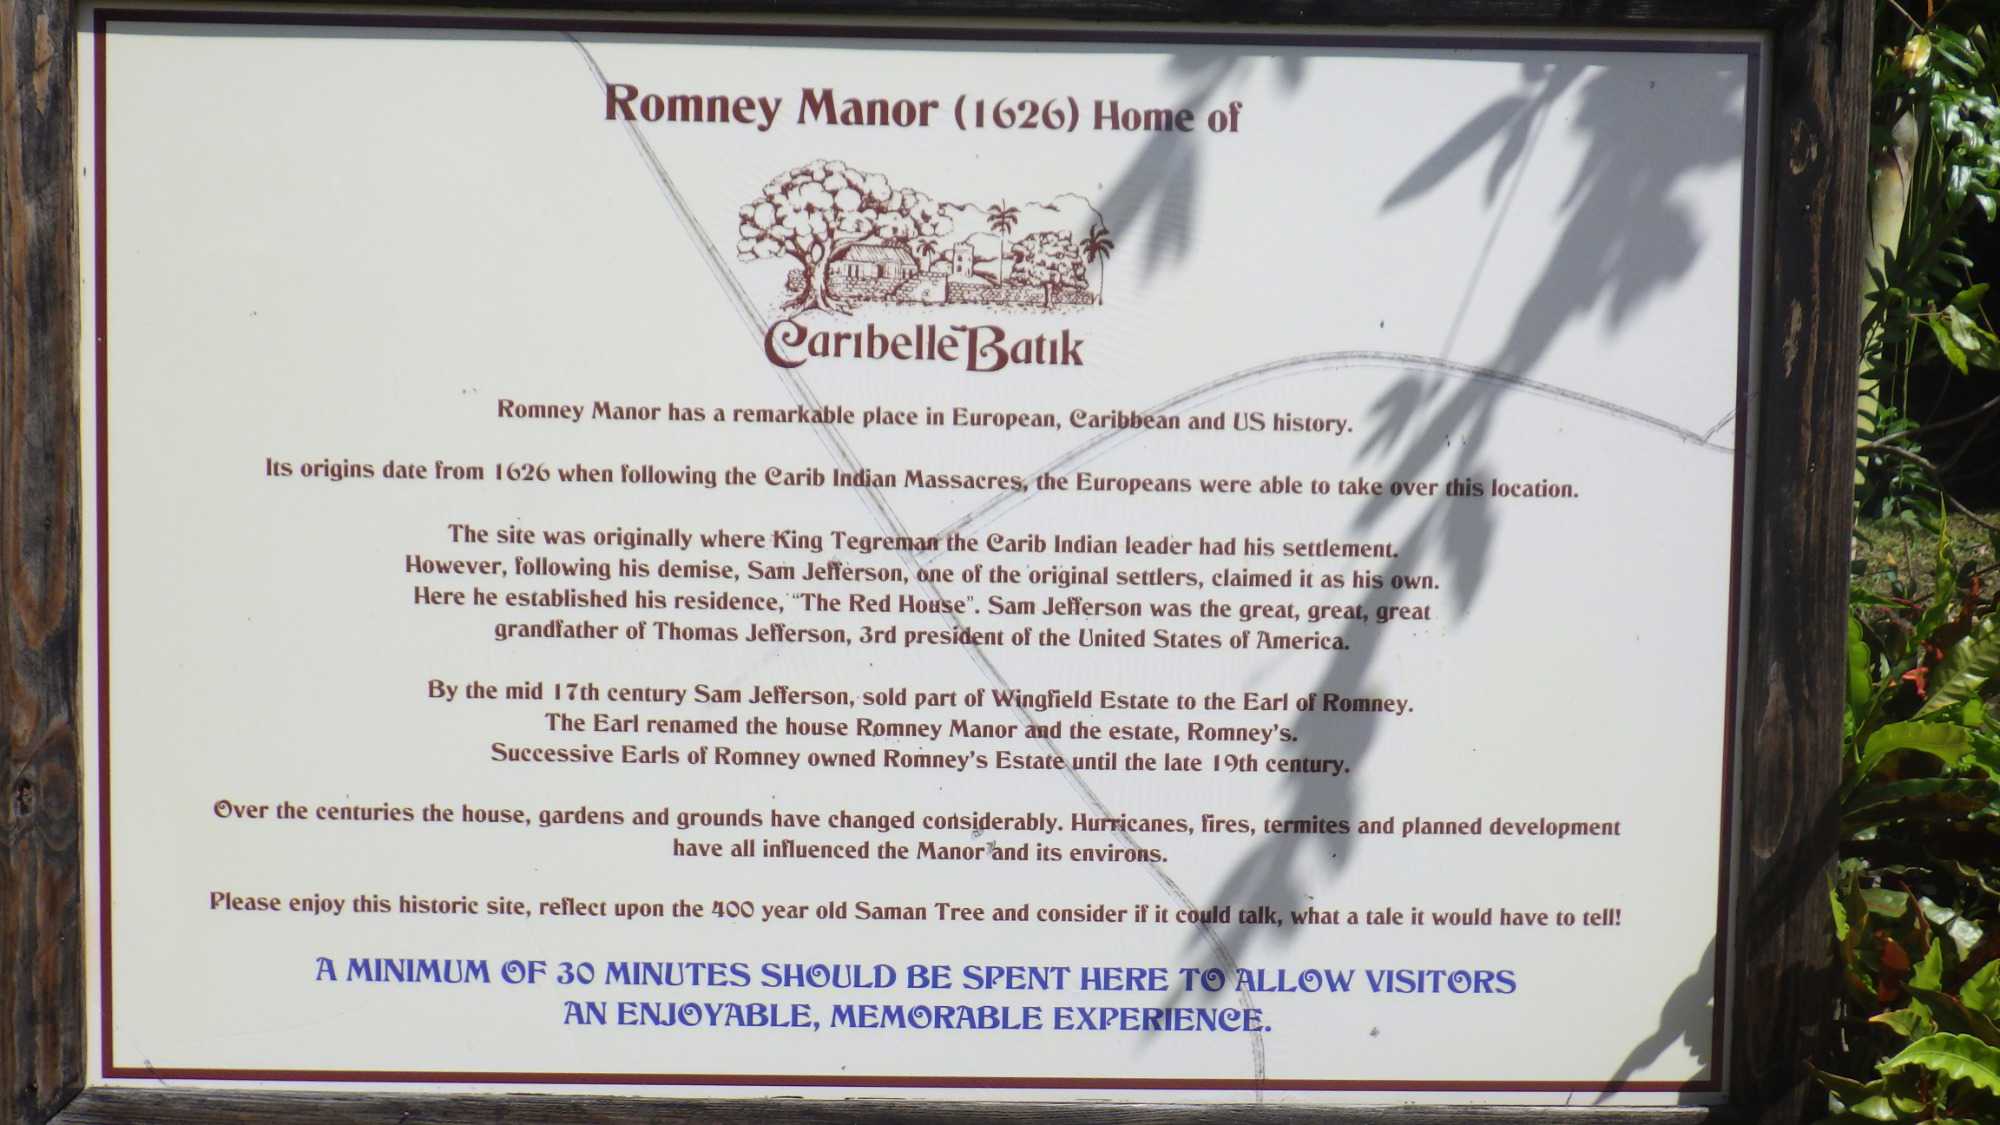 Romney Manor (1626) Home of
Caribelle Batik
Romney Manor has a remarkable place in European, Caribbean and US history.
Its origins date from 1626 when following the Carib Indian Massacres, the Europeans were able to take over this location.
The site was originally where King Tegreman the Carib Indian leader had his settlement.
However, following his demise, Sam Jefferson, one of the original settlers, claimed it as his own.
Here he established his residence, "The Red House". Sam Jefferson was the great, great, great
grandfather of Thomas Jefferson, 3rd president of the United States of America.
By the mid 17th century Sam Jefferson, sold part of Wingfield Estate to the Earl of Romney.
The Earl renamed the house Romney Manor and the estate, Romney's.
Successive Earls of Romney owned Romney's Estate until the late 19th century.
Over the centuries the house, gardens and grounds have changed considerably. Hurricanes, fires, termites and planned development
have all influenced the Manor and its environs.
Please enjoy this historic site, reflect upon the 400 year old Saman Tree and consider if it could talk, what a tale it would have to tell!
A MINIMUM OF 30 MINUTES SHOULD BE SPENT HERE TO ALLOW VISITORS
AN ENJOYABLE, MEMORABLE EXPERIENCE.